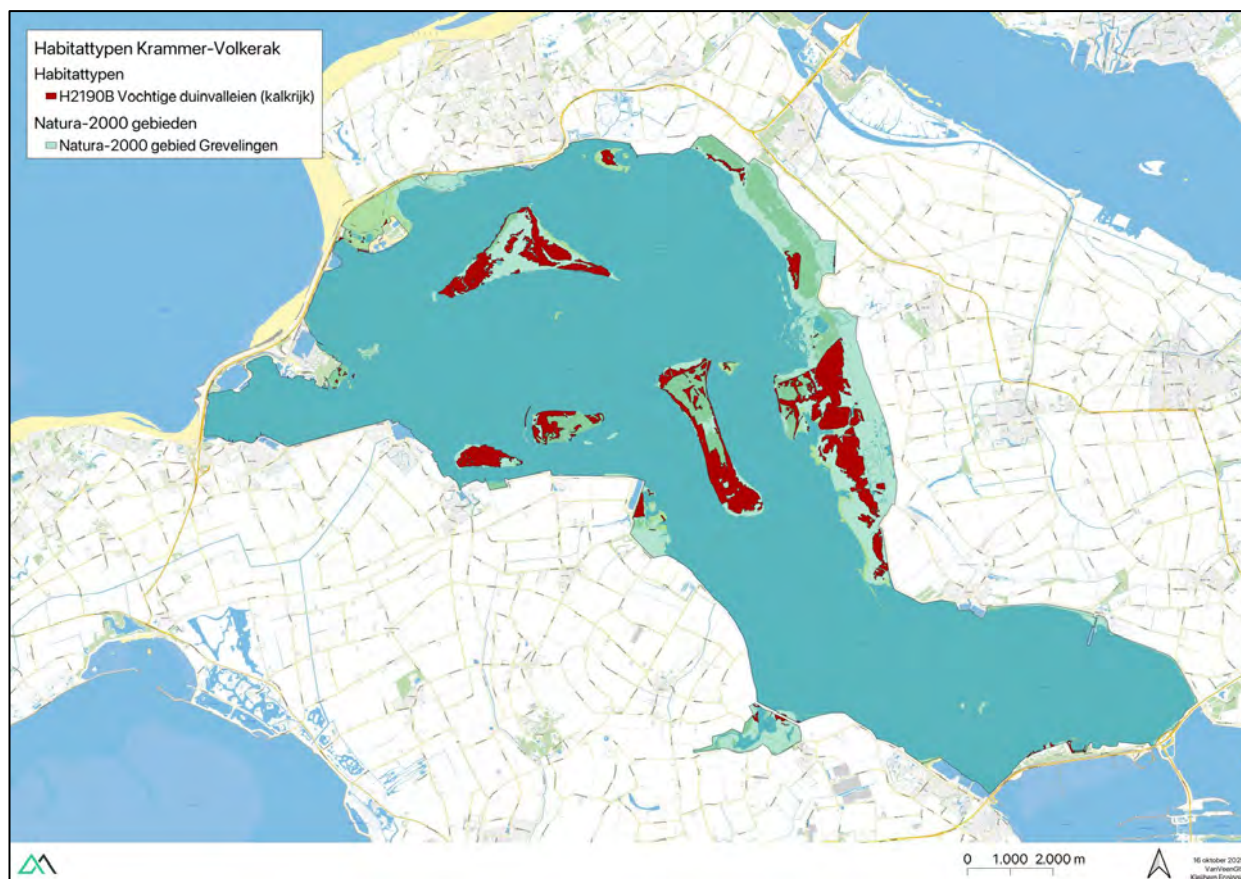 Habitattypen Krammer-Volkerak
Habitattypen
H2190B Vochtige duinvalleien (kalkrijk)
Natura-2000 gebieden
Natura-2000 gebied Grevelingen
0 1.000 2.000 m
16 oktober